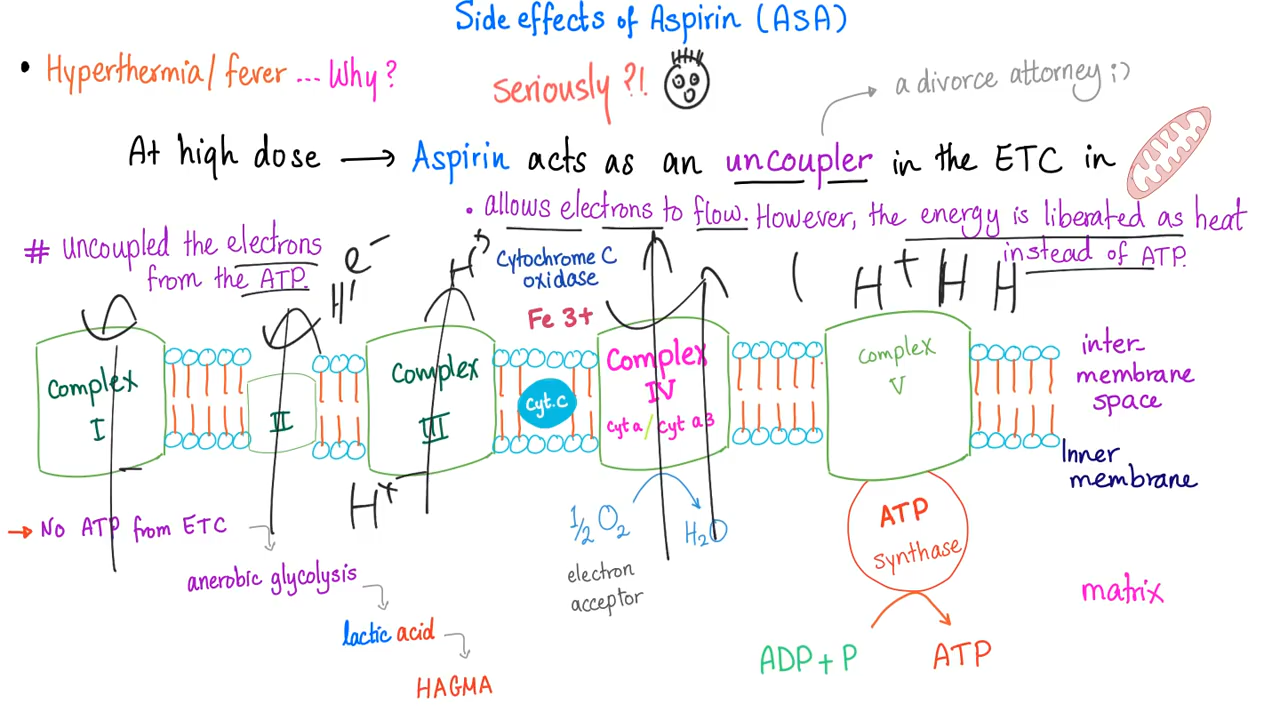 Side effects of Aspirin (ASA)
• Hyperthermia/ fever ... Why?
seriously ?!
a divorce attorney ;)
At high dose → Aspirin acts as an uncoupler in the ETC in
• allows electrons to flow. However, the energy is liberated as heat
instead of ATP.
# uncoupled the electrons
from the ATP.
e⁻
H⁺
H⁺
Cytochrome C
oxidase
Fe 3+
( H⁺ H H
Complex
I
II
Complex
III
Cyt.c
Complex
IV
Cyt a / Cyt a3
Complex
V
inter-
membrane
space
Inner
membrane
H⁺
→ No ATP from ETC
anerobic glycolysis
lactic acid
HAGMA
½ O₂
H₂O
electron
acceptor
ATP
synthase
matrix
ADP + P
ATP